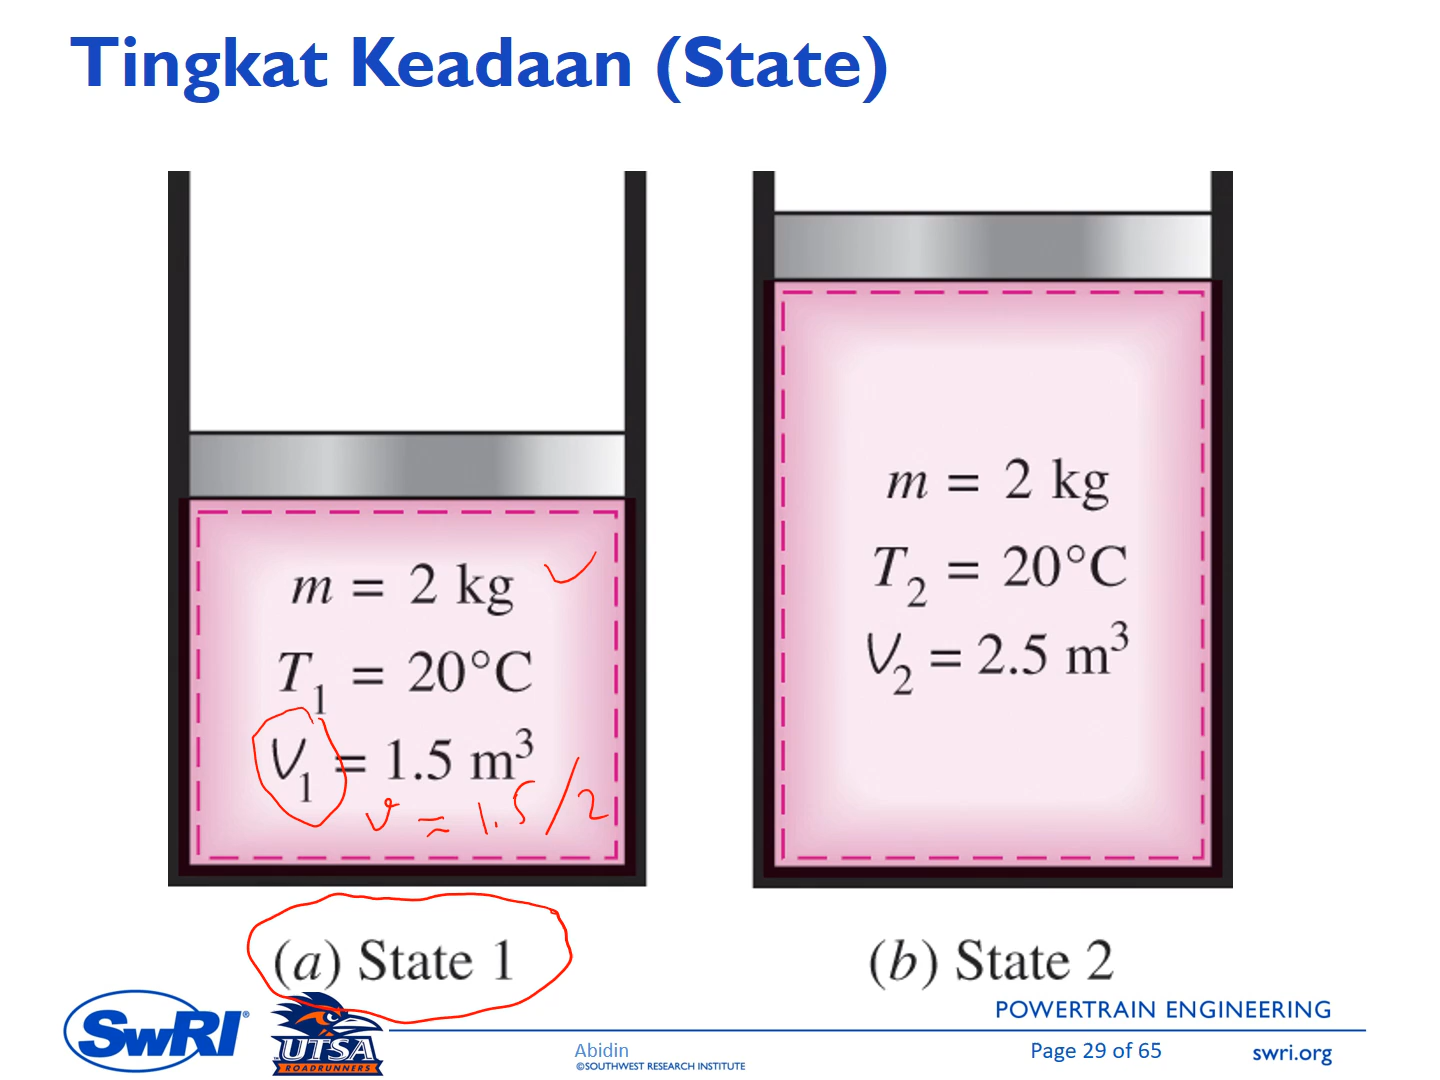 Tingkat Keadaan (State)
m = 2 kg
T1 = 20°C
V1 = 1.5 m³
v = 1.5/2
(a) State 1
m = 2 kg
T2 = 20°C
V2 = 2.5 m³
(b) State 2
SwRI®
UTSA
ROADRUNNERS
Abidin
©SOUTHWEST RESEARCH INSTITUTE
POWERTRAIN ENGINEERING
Page 29 of 65
swri.org